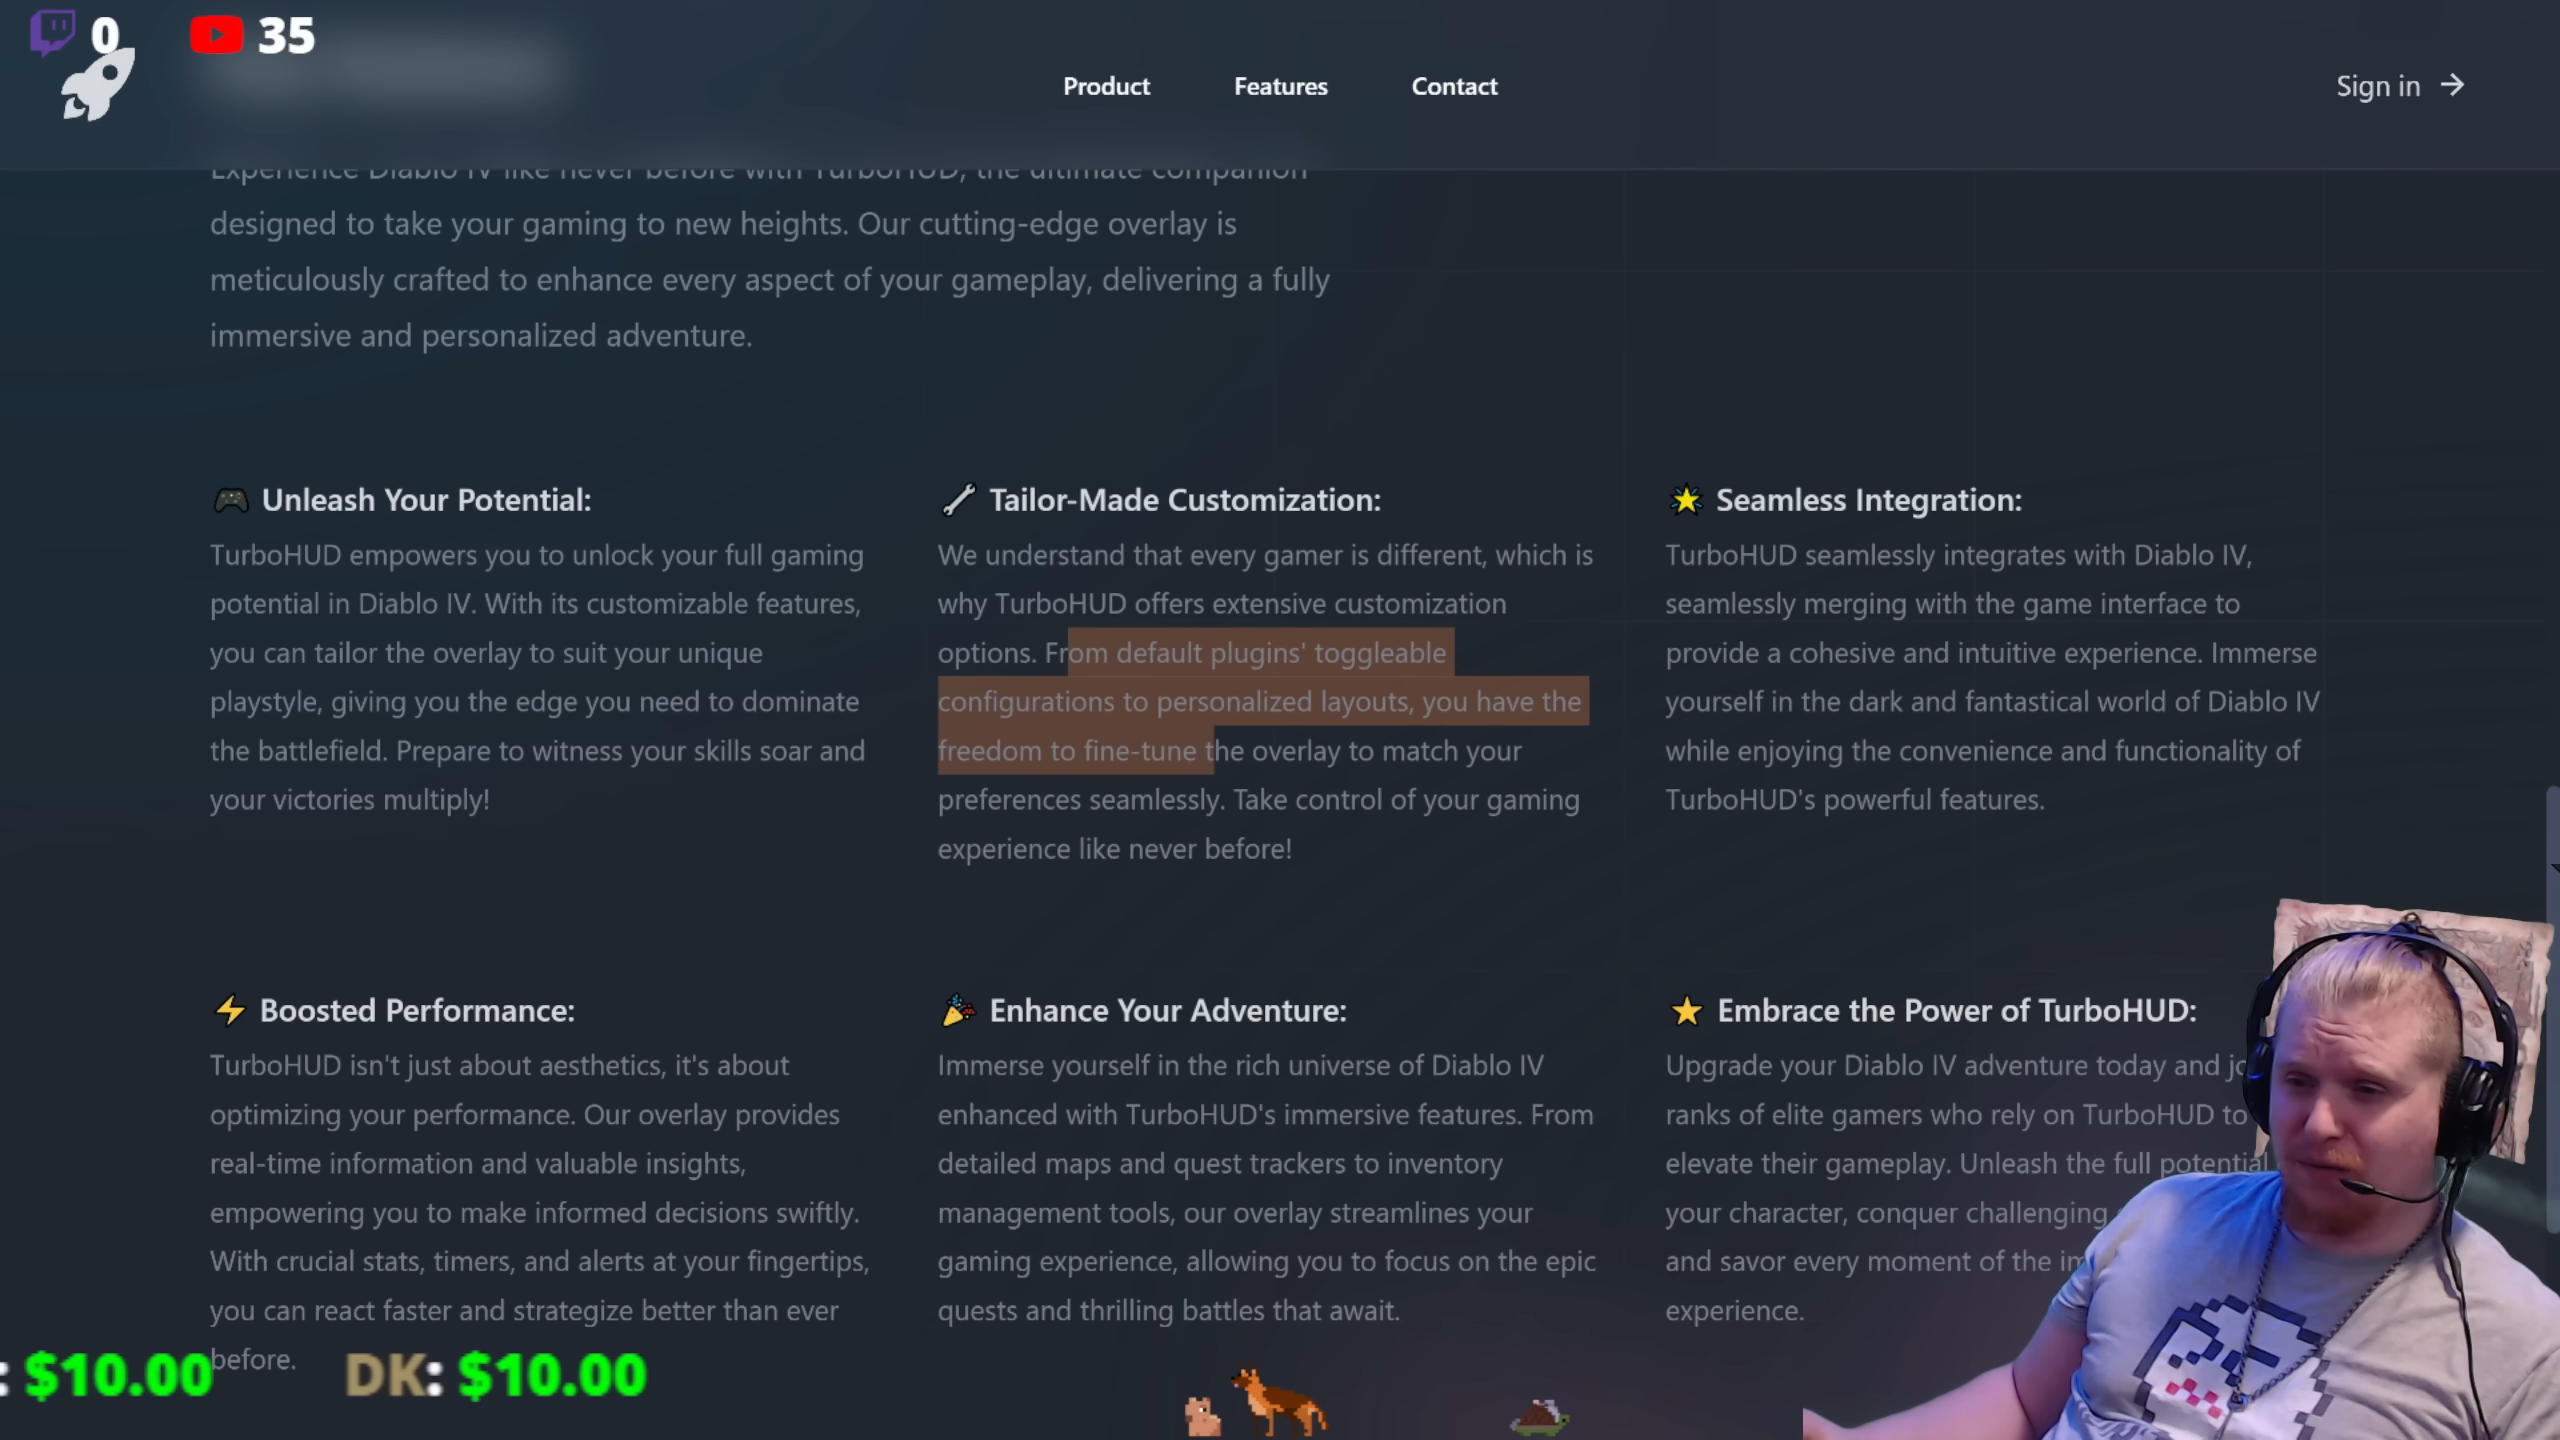 0 35
Product Features Contact Sign in
Experience Diablo IV like never before with TurboHUD, the ultimate companion
designed to take your gaming to new heights. Our cutting-edge overlay is
meticulously crafted to enhance every aspect of your gameplay, delivering a fully
immersive and personalized adventure.
Unleash Your Potential:
TurboHUD empowers you to unlock your full gaming
potential in Diablo IV. With its customizable features,
you can tailor the overlay to suit your unique
playstyle, giving you the edge you need to dominate
the battlefield. Prepare to witness your skills soar and
your victories multiply!
Tailor-Made Customization:
We understand that every gamer is different, which is
why TurboHUD offers extensive customization
options. From default plugins' toggleable
configurations to personalized layouts, you have the
freedom to fine-tune the overlay to match your
preferences seamlessly. Take control of your gaming
experience like never before!
Seamless Integration:
TurboHUD seamlessly integrates with Diablo IV,
seamlessly merging with the game interface to
provide a cohesive and intuitive experience. Immerse
yourself in the dark and fantastical world of Diablo IV
while enjoying the convenience and functionality of
TurboHUD's powerful features.
Boosted Performance:
TurboHUD isn't just about aesthetics, it's about
optimizing your performance. Our overlay provides
real-time information and valuable insights,
empowering you to make informed decisions swiftly.
With crucial stats, timers, and alerts at your fingertips,
you can react faster and strategize better than ever
before.
Enhance Your Adventure:
Immerse yourself in the rich universe of Diablo IV
enhanced with TurboHUD's immersive features. From
detailed maps and quest trackers to inventory
management tools, our overlay streamlines your
gaming experience, allowing you to focus on the epic
quests and thrilling battles that await.
Embrace the Power of TurboHUD:
Upgrade your Diablo IV adventure today and
ranks of elite gamers who rely on TurboHUD to
elevate their gameplay. Unleash the full potential
your character, conquer challenging
and savor every moment of the
experience.
: $10.00 DK: $10.00